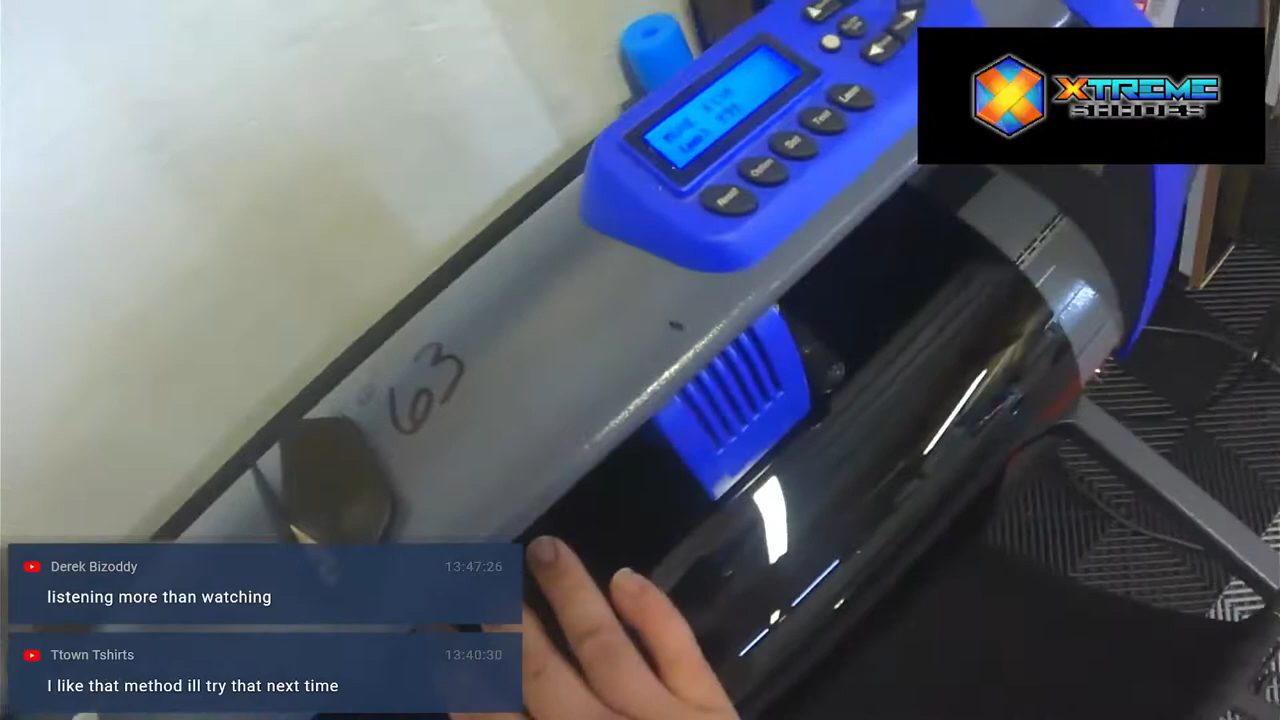 XTREME
SHADES
Test
63
Derek Bizoddy
13:47:26
listening more than watching
Ttown Tshirts
13:40:30
I like that method ill try that next time